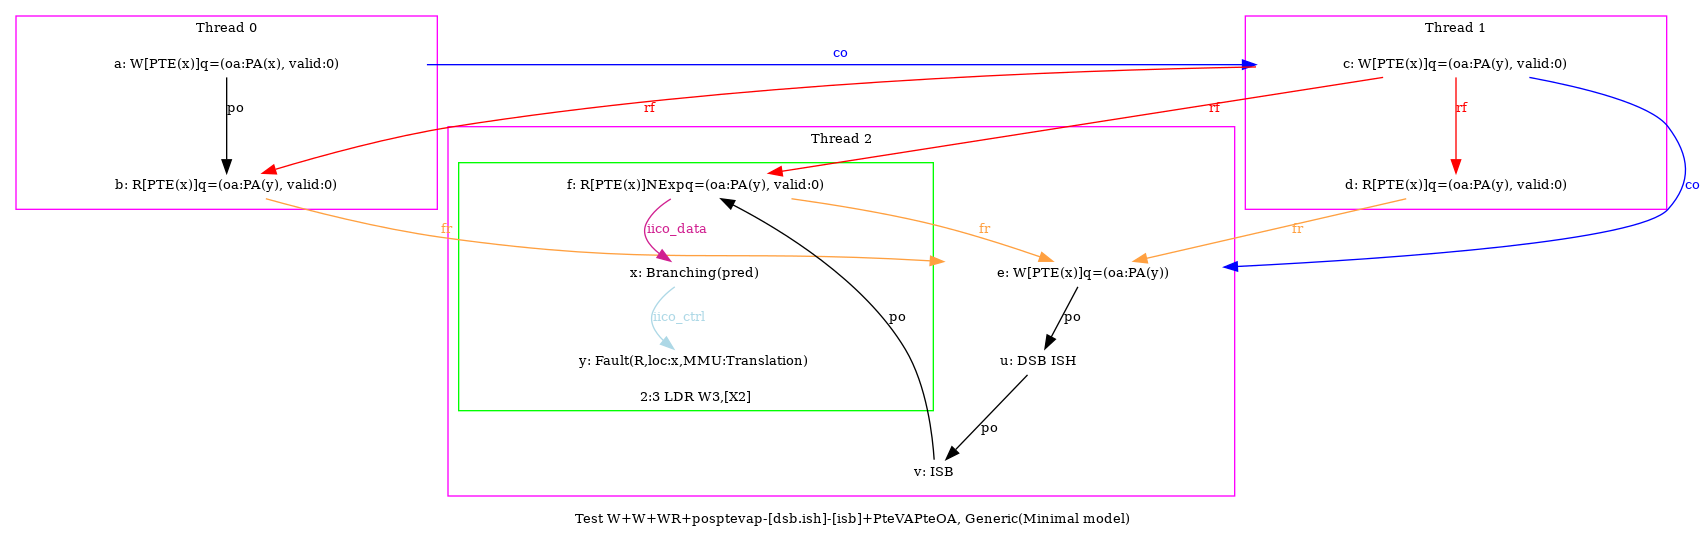 Thread 0
Thread 1
a: W[PTE(x)]q=(oa:PA(x), valid:0)
co
c: W[PTE(x)]q=(oa:PA(y), valid:0)
po
rf
rf
rf
Thread 2
b: R[PTE(x)]q=(oa:PA(y), valid:0)
f: R[PTE(x)]NExpq=(oa:PA(y), valid:0)
d: R[PTE(x)]q=(oa:PA(y), valid:0)
co
fr
iico_data
fr
fr
x: Branching(pred)
e: W[PTE(x)]q=(oa:PA(y))
iico_ctrl
po
po
y: Fault(R,loc:x,MMU:Translation)
u: DSB ISH
2:3 LDR W3,[X2]
po
v: ISB
Test W+W+WR+posptevap-[dsb.ish]-[isb]+PteVAPteOA, Generic(Minimal model)